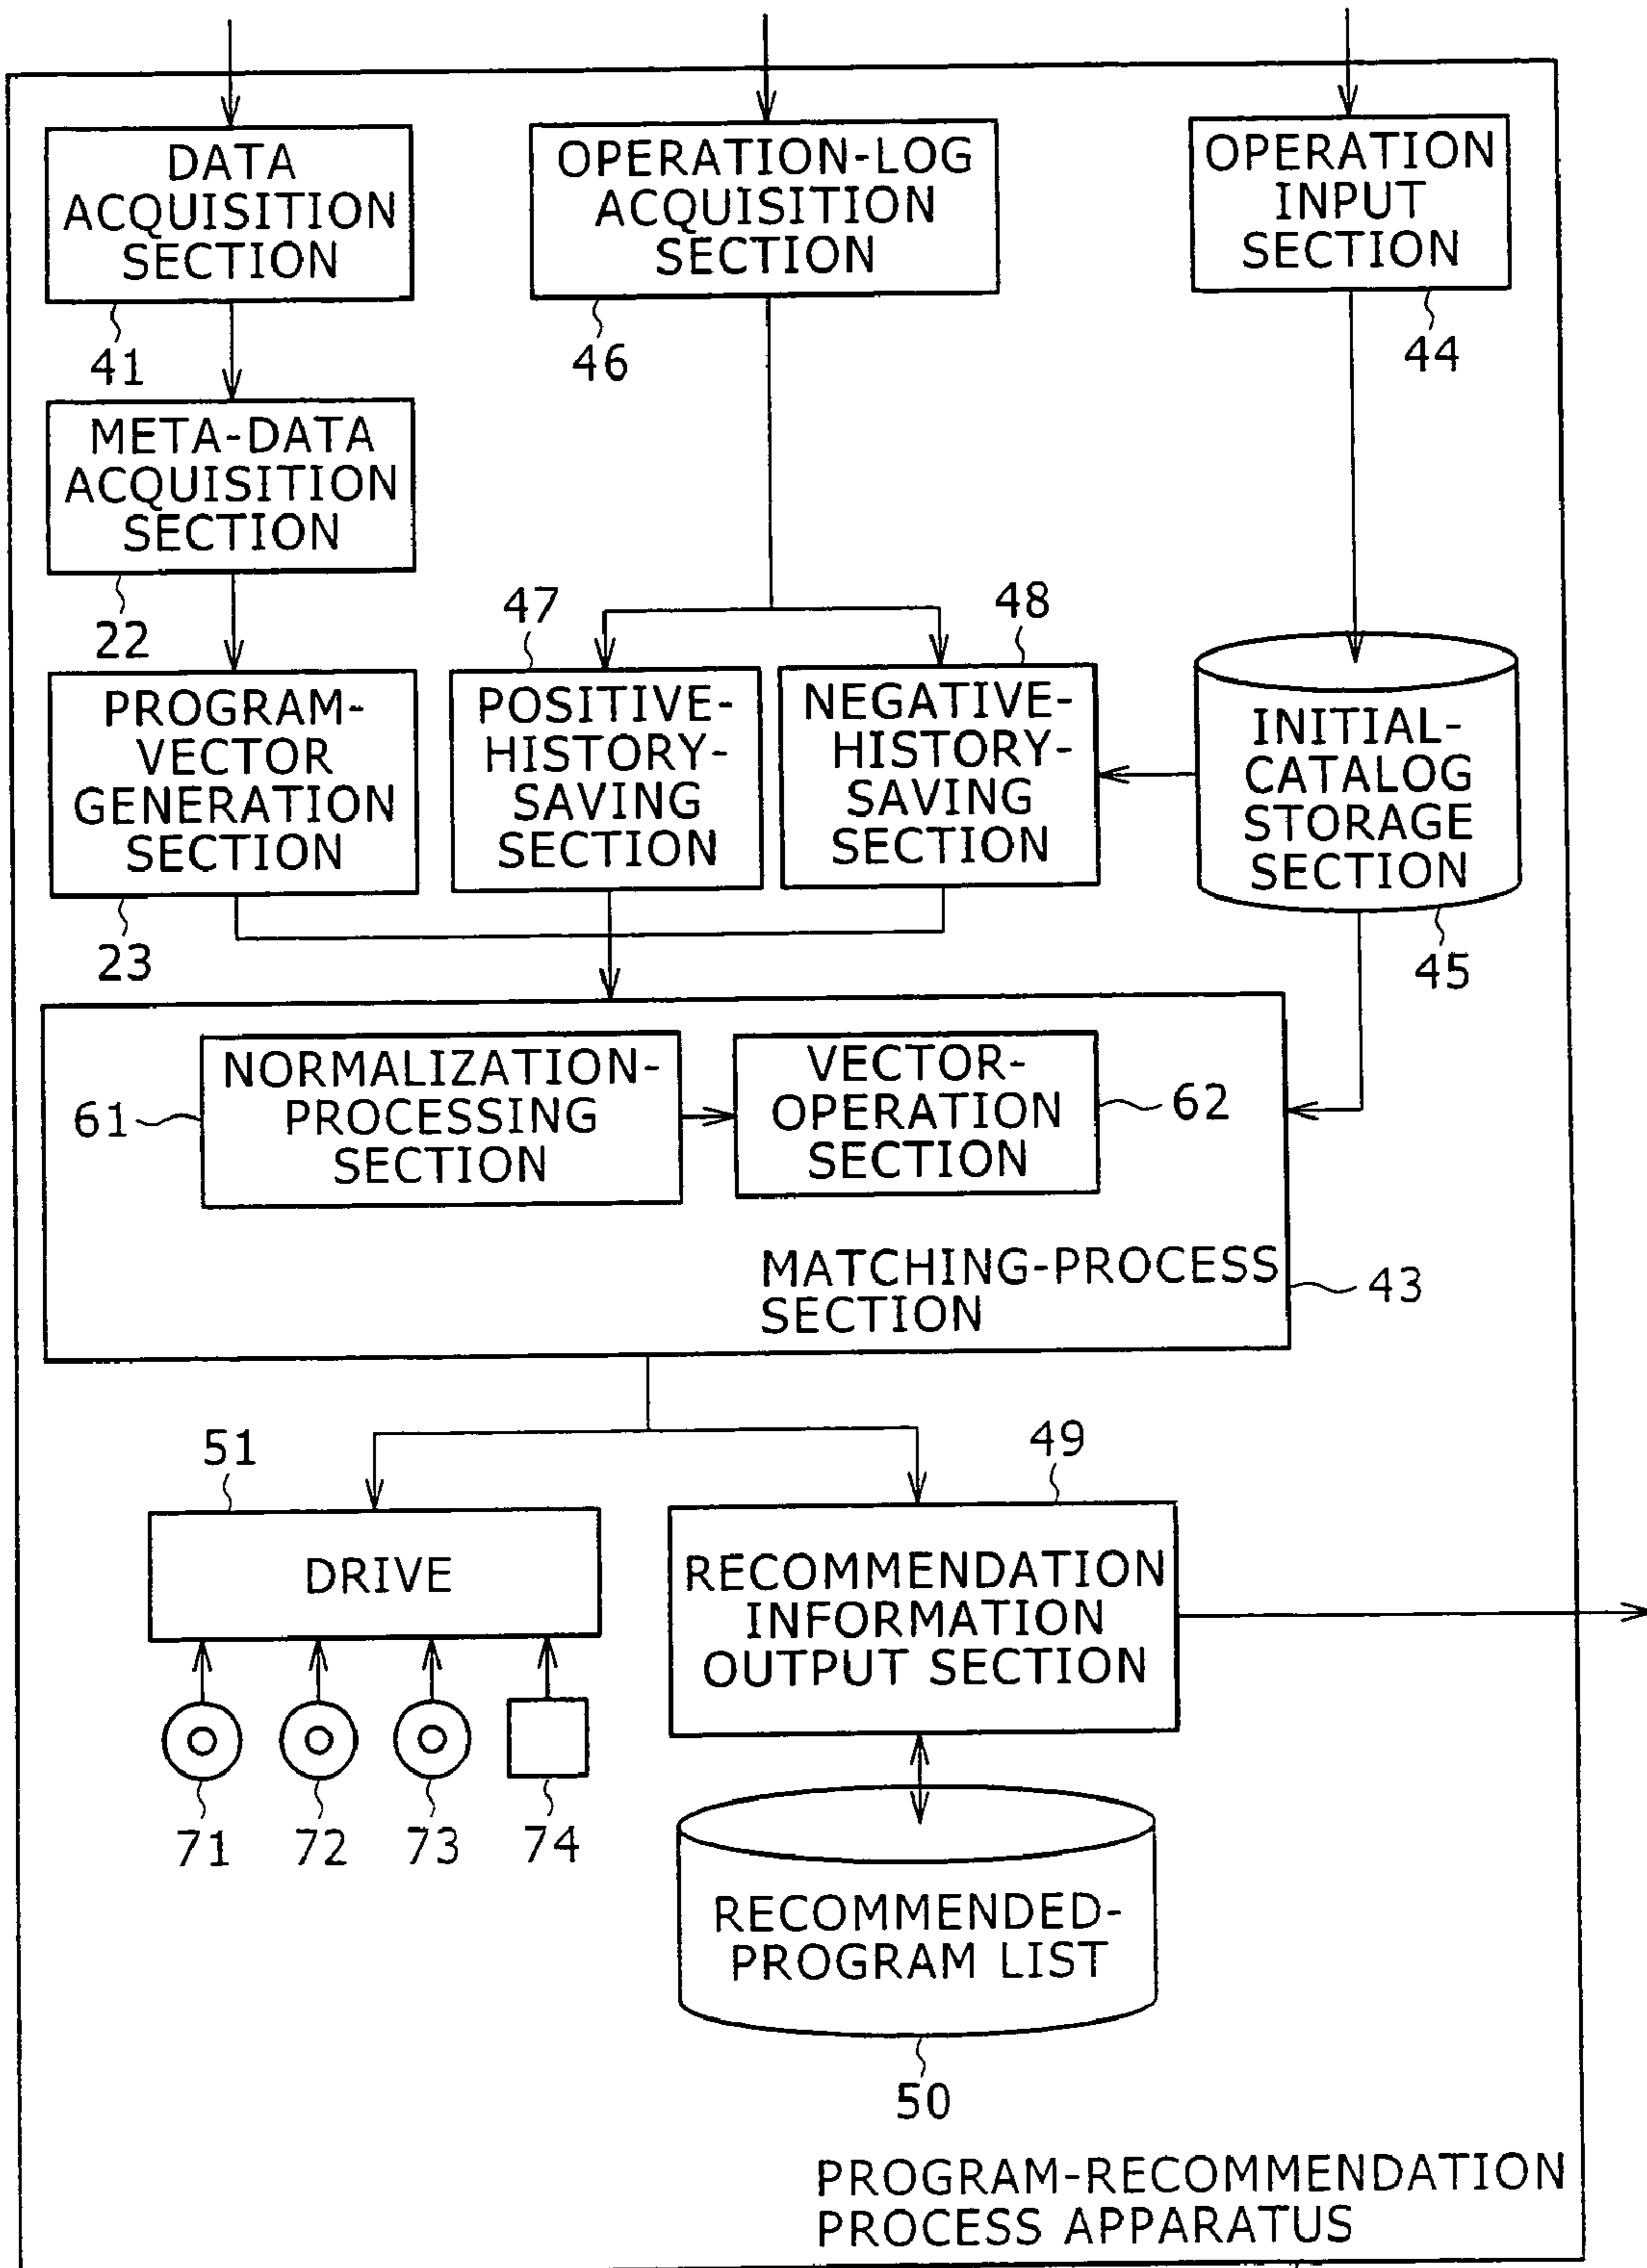 DATA
ACQUISITION
SECTION
41
OPERATION-LOG
ACQUISITION
SECTION
46
OPERATION
INPUT
SECTION
44
META-DATA
ACQUISITION
SECTION
22
PROGRAM-
VECTOR
GENERATION
SECTION
23
47
POSITIVE-
HISTORY-
SAVING
SECTION
48
NEGATIVE-
HISTORY-
SAVING
SECTION
INITIAL-
CATALOG
STORAGE
SECTION
45
61
NORMALIZATION-
PROCESSING
SECTION
VECTOR-
OPERATION
SECTION
62
MATCHING-PROCESS
SECTION
43
51
DRIVE
71
72
73
74
49
RECOMMENDATION
INFORMATION
OUTPUT SECTION
RECOMMENDED-
PROGRAM LIST
50
PROGRAM-RECOMMENDATION
PROCESS APPARATUS